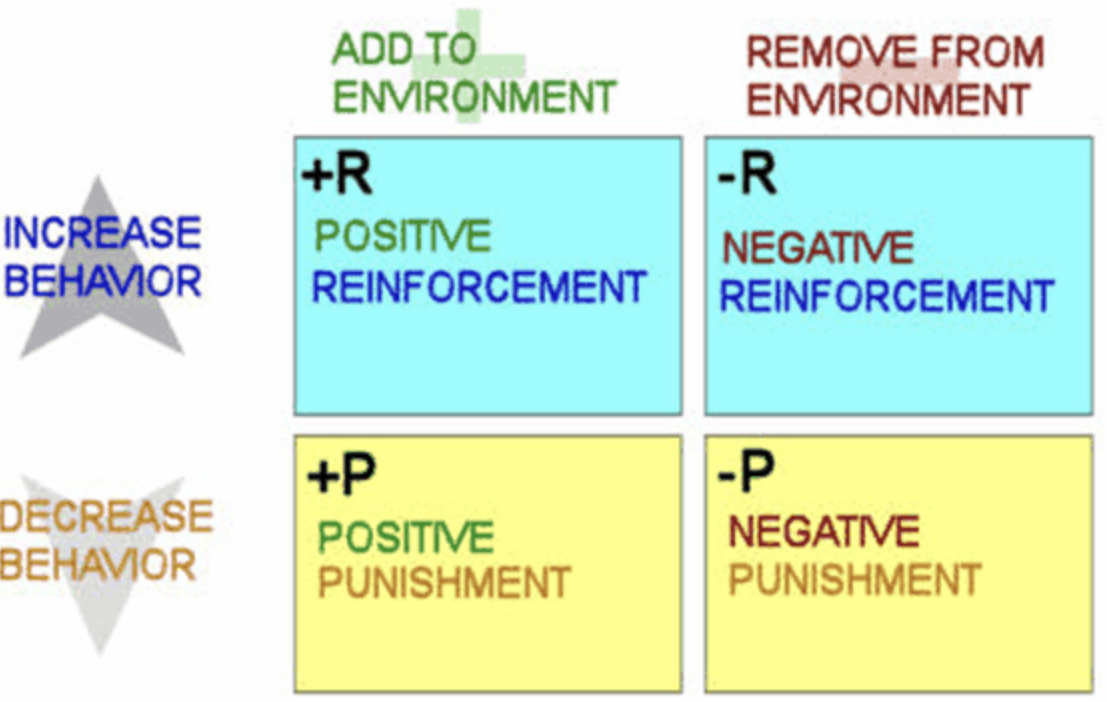 ADD TO
ENVIRONMENT
REMOVE FROM
ENVIRONMENT
INCREASE
BEHAVIOR
+R
POSITIVE
REINFORCEMENT
-R
NEGATIVE
REINFORCEMENT
DECREASE
BEHAVIOR
+P
POSITIVE
PUNISHMENT
-P
NEGATIVE
PUNISHMENT